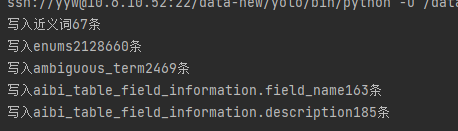 ssh://yyw@10.6.10.52:22/data-new/yolo/bin/python -u /data
写入近义词67条
写入enums2128660条
写入ambiguous_term2469条
写入aibi_table_field_information.field_name163条
写入aibi_table_field_information.description185条